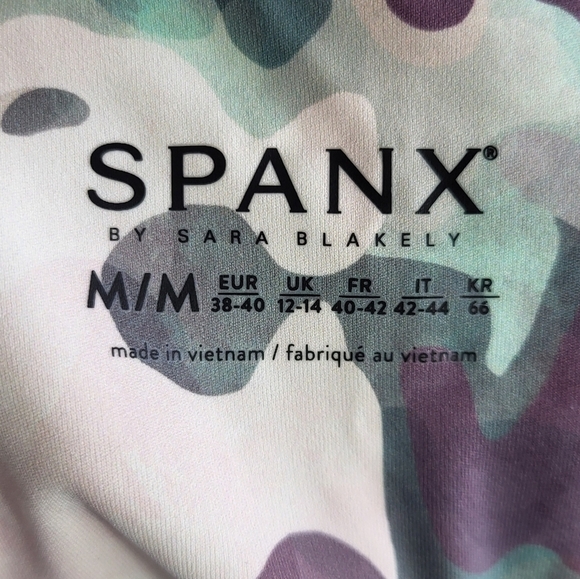 SPANX®
BY SARA BLAKELY
M/M EUR UK FR IT KR
38-40 12-14 40-42 42-44 66
made in vietnam / fabriqué au vietnam